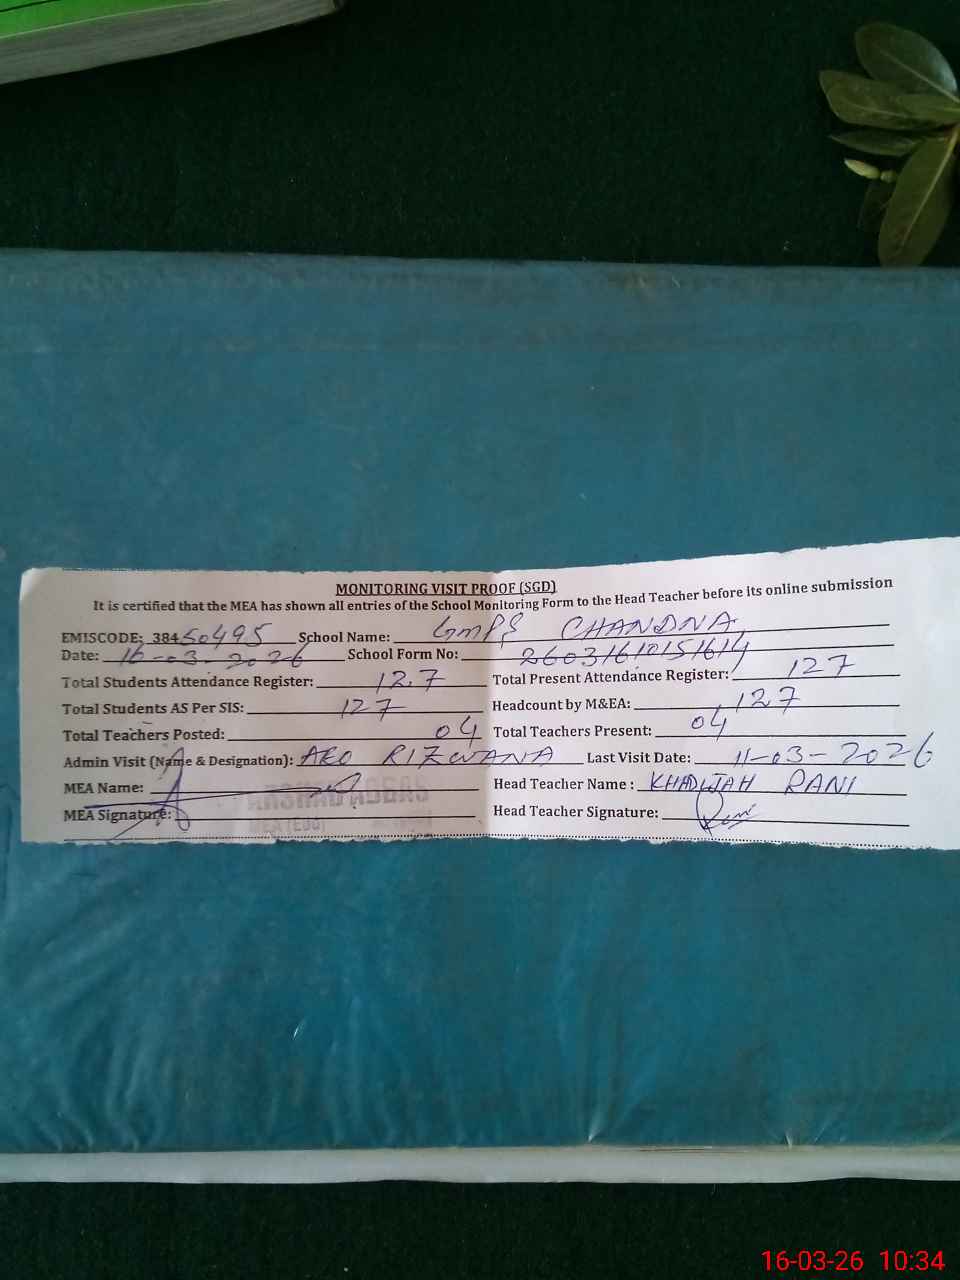 MONITORING VISIT PROOF (SGD)
It is certified that the MEA has shown all entries of the School Monitoring Form to the Head Teacher before its online submission
EMISCODE: 38450495 School Name: GMPS CHANDNA
Date: 16-03-2026 School Form No: 26031610151614
Total Students Attendance Register: 127 Total Present Attendance Register: 127
Total Students AS Per SIS: 127 Headcount by M&EA: 127
Total Teachers Posted: 04 Total Teachers Present: 04
Admin Visit (Name & Designation): AEO RIZWANA Last Visit Date: 11-03-2026
MEA Name: ARSHAD ABBAS Head Teacher Name: KHADIJAH RANI
MEA Signature: Head Teacher Signature:
16-03-26 10:34